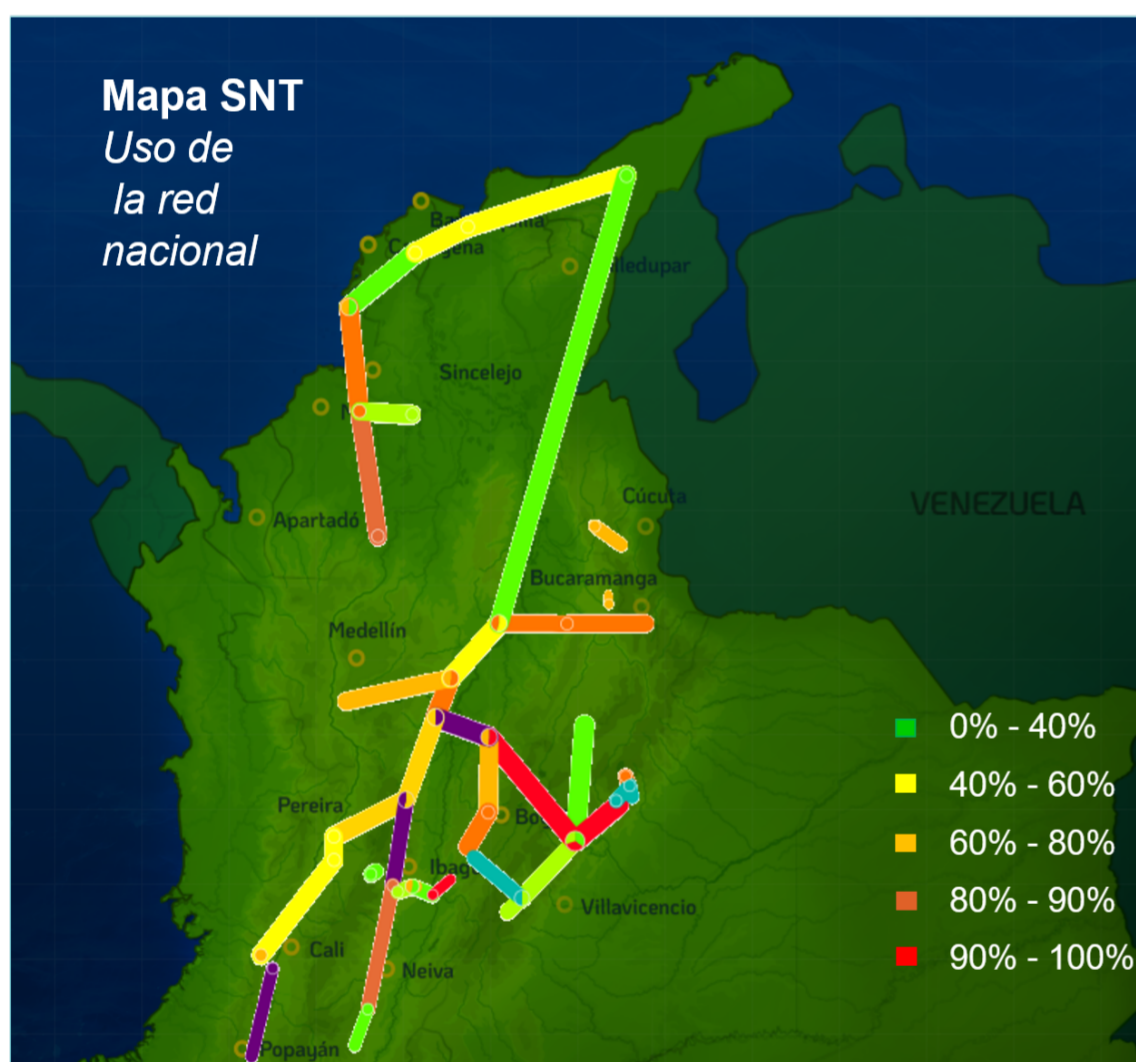 Mapa SNT
Uso de
la red
nacional
Sincelejo
Cúcuta
VENEZUELA
Apartadó
Bucaramanga
Medellín
0% - 40%
40% - 60%
Pereira
60% - 80%
Villavicencio
80% - 90%
Cali
90% - 100%
Neiva
Popayán